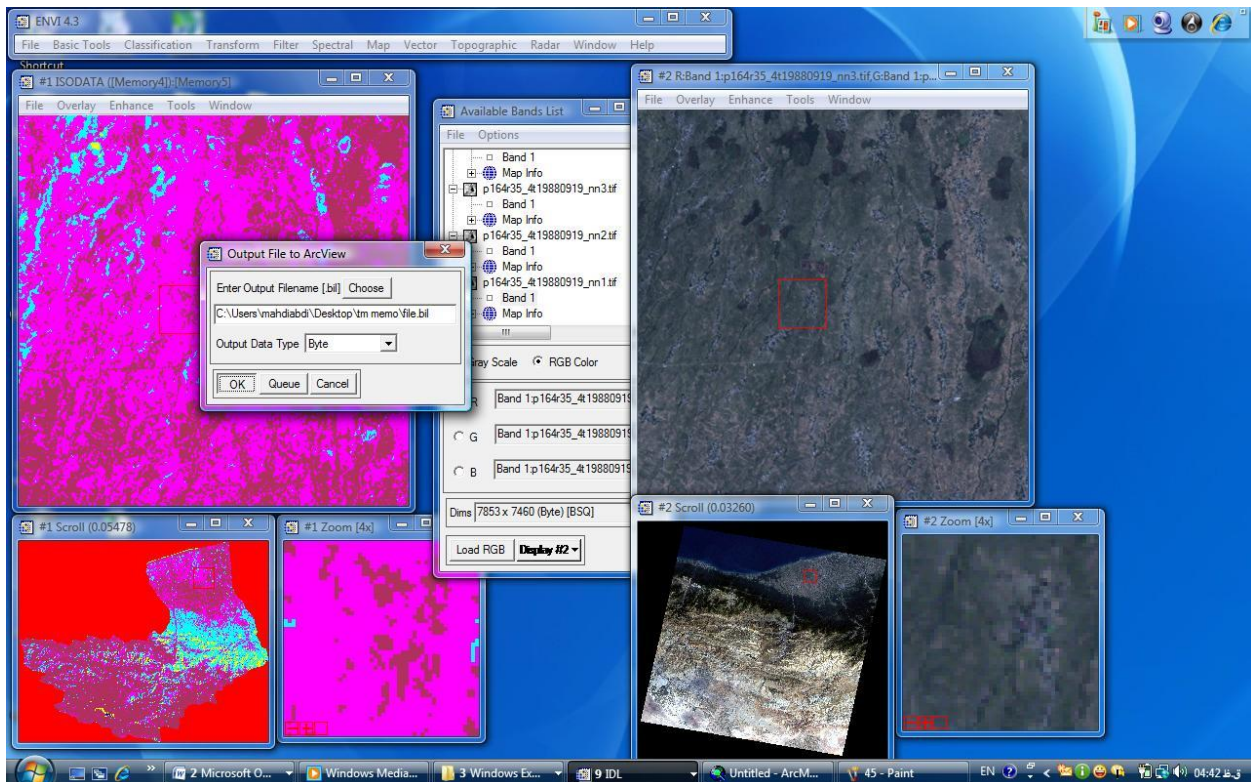 ENVI 4.3
File Basic Tools Classification Transform Filter Spectral Map Vector Topographic Radar Window Help
Shortcut
#1 ISODATA ([Memory4]):[Memory5]
File Overlay Enhance Tools Window
Available Bands List
File Options
Band 1
Map Info
p164r35_4t19880919_nn3.tif
Band 1
Map Info
p164r35_4t19880919_nn2.tif
Band 1
Map Info
p164r35_4t19880919_nn1.tif
Band 1
Map Info
Gray Scale RGB Color
R Band 1:p164r35_4t19880919
G Band 1:p164r35_4t19880919
B Band 1:p164r35_4t19880919
Dims 7853 x 7460 (Byte) [BSQ]
Load RGB Display #2
Output File to ArcView
Enter Output Filename [.bil] Choose
C:\Users\mahdiabdi\Desktop\tm memo\file.bil
Output Data Type Byte
OK Queue Cancel
#2 R:Band 1:p164r35_4t19880919_nn3.tif,G:Band 1:p...
File Overlay Enhance Tools Window
#1 Scroll (0.05478)
#1 Zoom [4x]
#2 Scroll (0.03260)
#2 Zoom [4x]
2 Microsoft O... Windows Media... 3 Windows Ex... 9 IDL Untitled - ArcM... 45 - Paint EN 04:42 ق.ظ